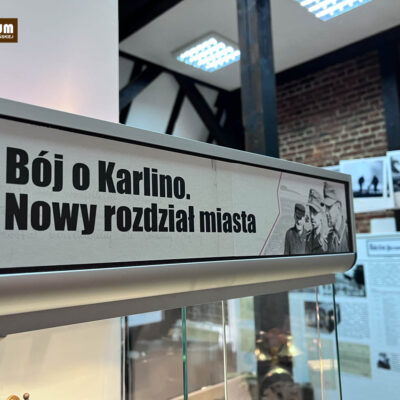 Bój o Karlino.
Nowy rozdział miasta